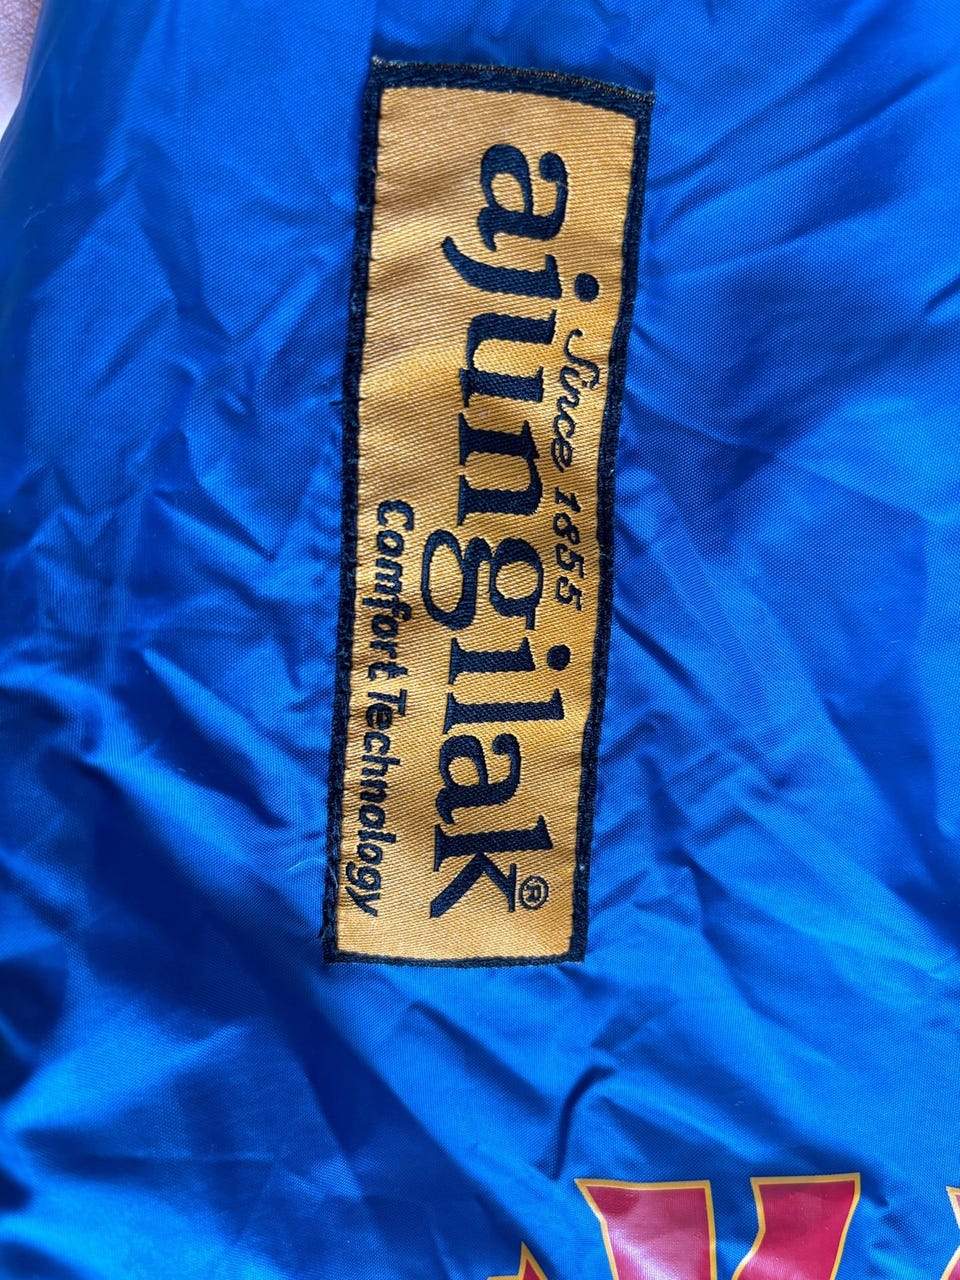 Since 1855
ajungilak®
Comfort Technology